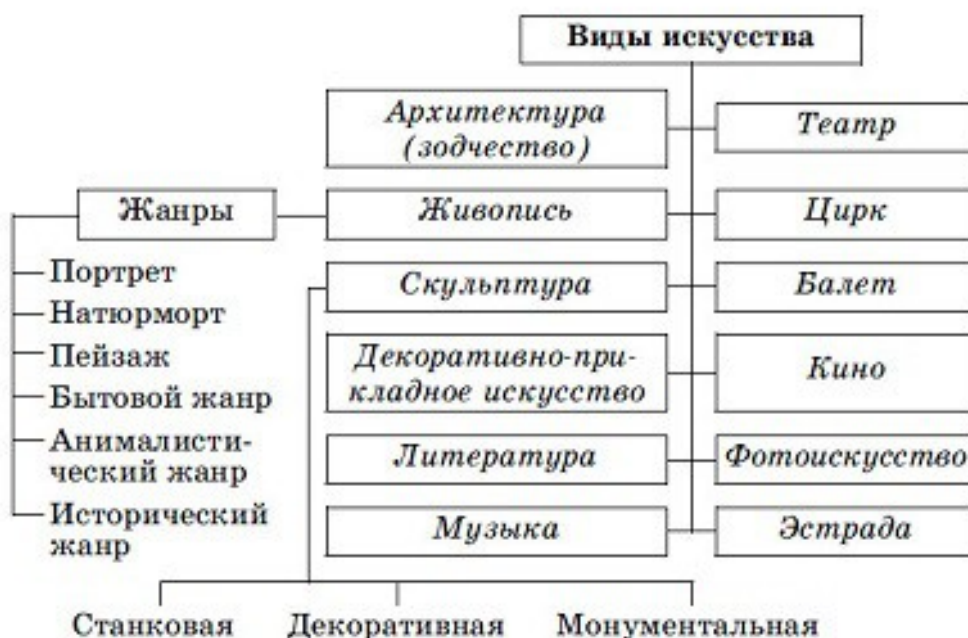 Виды искусства
Архитектура
(зодчество)
Театр
Жанры
Живопись
Цирк
Портрет
Натюрморт
Пейзаж
Бытовой жанр
Анималисти-
ческий жанр
Исторический
жанр
Скульптура
Балет
Декоративно-при-
кладное искусство
Кино
Литература
Фотоискусство
Музыка
Эстрада
Станковая
Декоративная
Монументальная